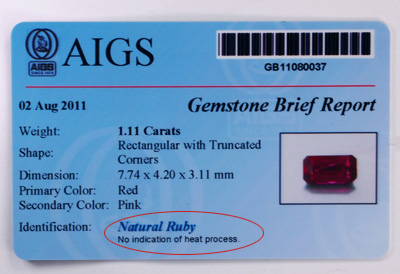 AIGS
AIGS
SINCE 1978
GB11080037
02 Aug 2011
Gemstone Brief Report
Weight: 1.11 Carats
Shape: Rectangular with Truncated
Corners
Dimension: 7.74 x 4.20 x 3.11 mm
Primary Color: Red
Secondary Color: Pink
Identification: Natural Ruby
No indication of heat process.